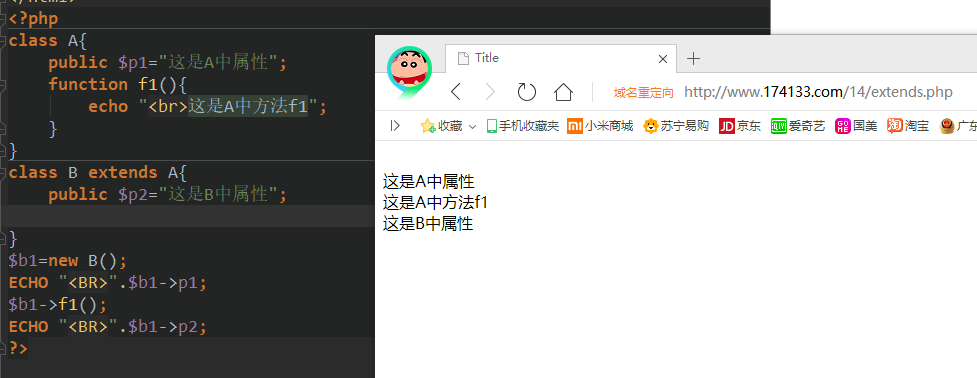 </html>
<?php
class A{
    public $p1="这是A中属性";
    function f1(){
        echo "<br>这是A中方法f1";
    }
}
class B extends A{
    public $p2="这是B中属性";
}
$b1=new B();
ECHO "<BR>".$b1->p1;
$b1->f1();
ECHO "<BR>".$b1->p2;
?>
Title
域名重定向 http://www.174133.com/14/extends.php
收藏 手机收藏夹 小米商城 苏宁易购 JD 京东 爱奇艺 GOME 国美 淘 淘宝 广东
这是A中属性
这是A中方法f1
这是B中属性